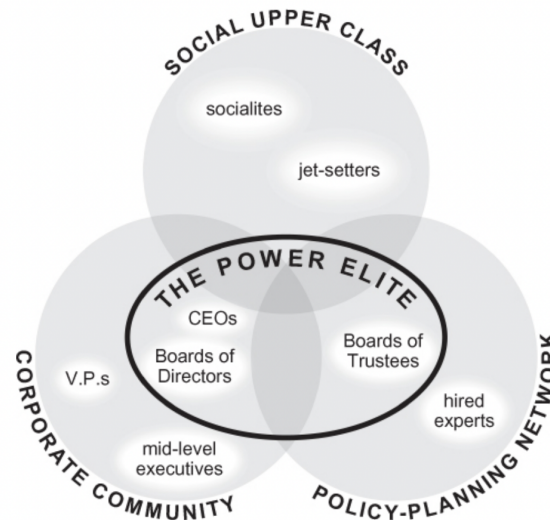 SOCIAL UPPER CLASS
socialites
jet-setters
THE POWER ELITE
CEOs
Boards of
Directors
Boards of
Trustees
V.P.s
hired
experts
mid-level
executives
CORPORATE COMMUNITY
POLICY-PLANNING NETWORK